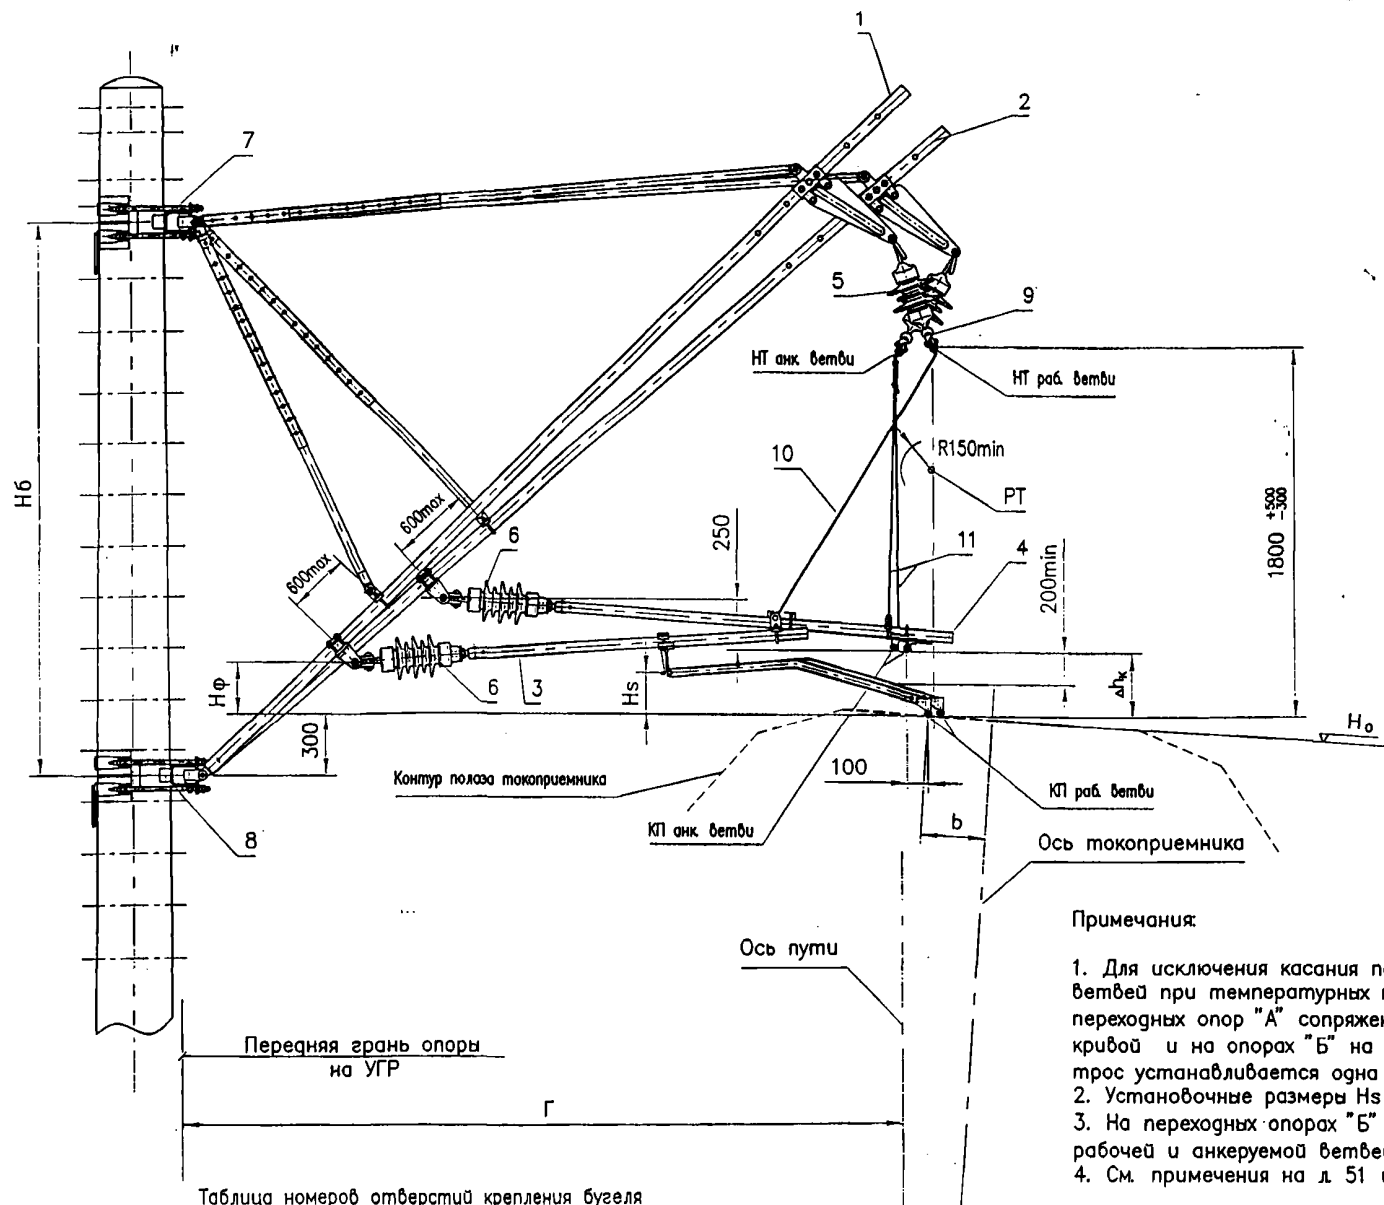 1
2
7
5
9
НТ анк. ветви
НТ раб. ветви
Нб
10
R150min
РТ
1800 +500 -300
600max
6
250
11
4
200min
600max
Нф
6
3
Нs
Δhк
300
Но
Контур полоза токоприемника
100
КП раб. ветви
КП анк. ветви
b
Ось токоприемника
8
Ось пути
Примечания:
1. Для исключения касания
ветвей при температурных
переходных опор "А"
кривой и на опорах "Б" на
трос устанавливается одна
2. Установочные размеры Нs
3. На переходных опорах "Б"
рабочей и анкеруемой
4. См. примечения на л. 51
Передняя грань опоры
на УГР
Г
Таблица номеров отверстий крепления бугеля